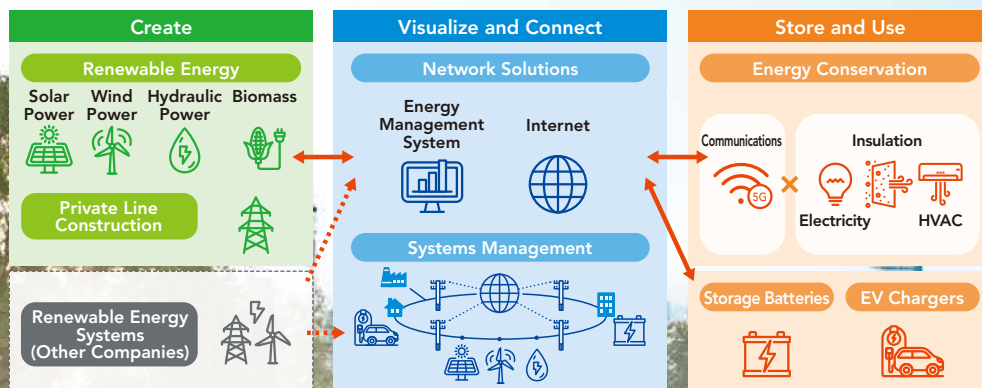 Create
Renewable Energy
Solar
Power
Wind
Power
Hydraulic
Power
Biomass
Private Line
Construction
Renewable Energy
Systems
(Other Companies)
Visualize and Connect
Network Solutions
Energy
Management
System
Internet
Systems Management
Store and Use
Energy Conservation
Communications
5G
Insulation
Electricity
HVAC
Storage Batteries
EV Chargers